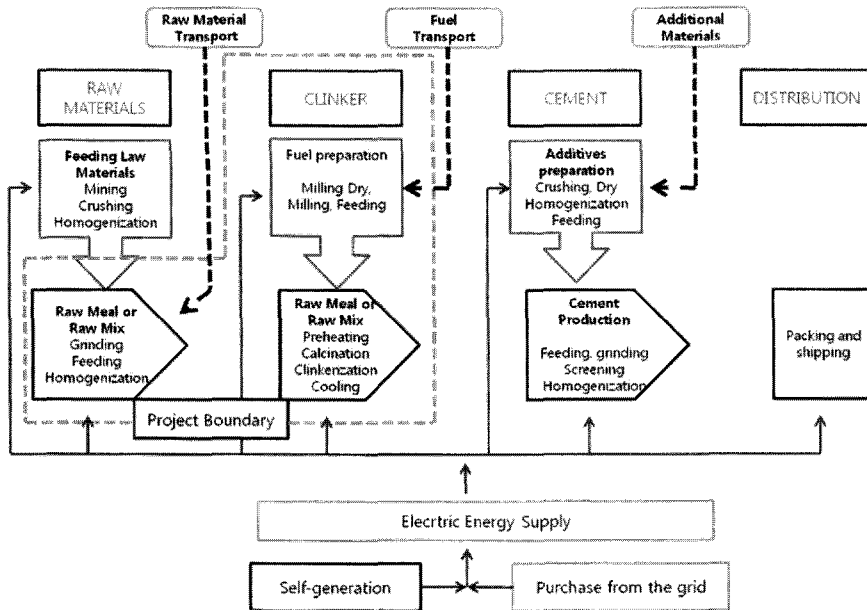 Raw Material
Transport
Fuel
Transport
Additional
Materials
RAW
MATERIALS
CLINKER
CEMENT
DISTRIBUTION
Feeding Law
Materials
Mining
Crushing
Homogenization
Fuel preparation
Milling Dry,
Milling, Feeding
Additives
preparation
Crushing, Dry
Homogenization
Feeding
Raw Meal or
Raw Mix
Grinding
Feeding
Homogenization
Raw Meal or
Raw Mix
Preheating
Calcination
Clinkenzation
Cooling
Cement
Production
Feeding, grinding
Screening
Homogenization
Packing and
shipping
Project Boundary
Elecrtric Energy Supply
Self-generation
Purchase from the grid